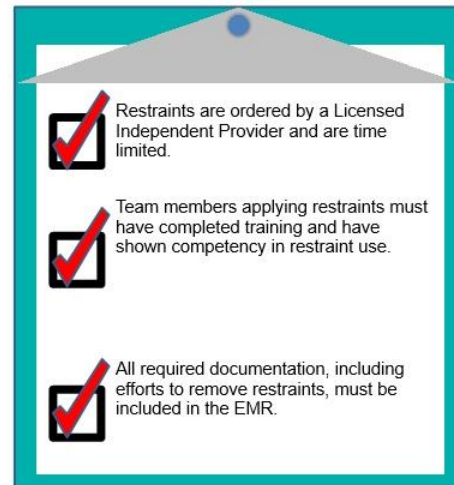 Restraints are ordered by a Licensed
Independent Provider and are time
limited.
Team members applying restraints must
have completed training and have
shown competency in restraint use.
All required documentation, including
efforts to remove restraints, must be
included in the EMR.